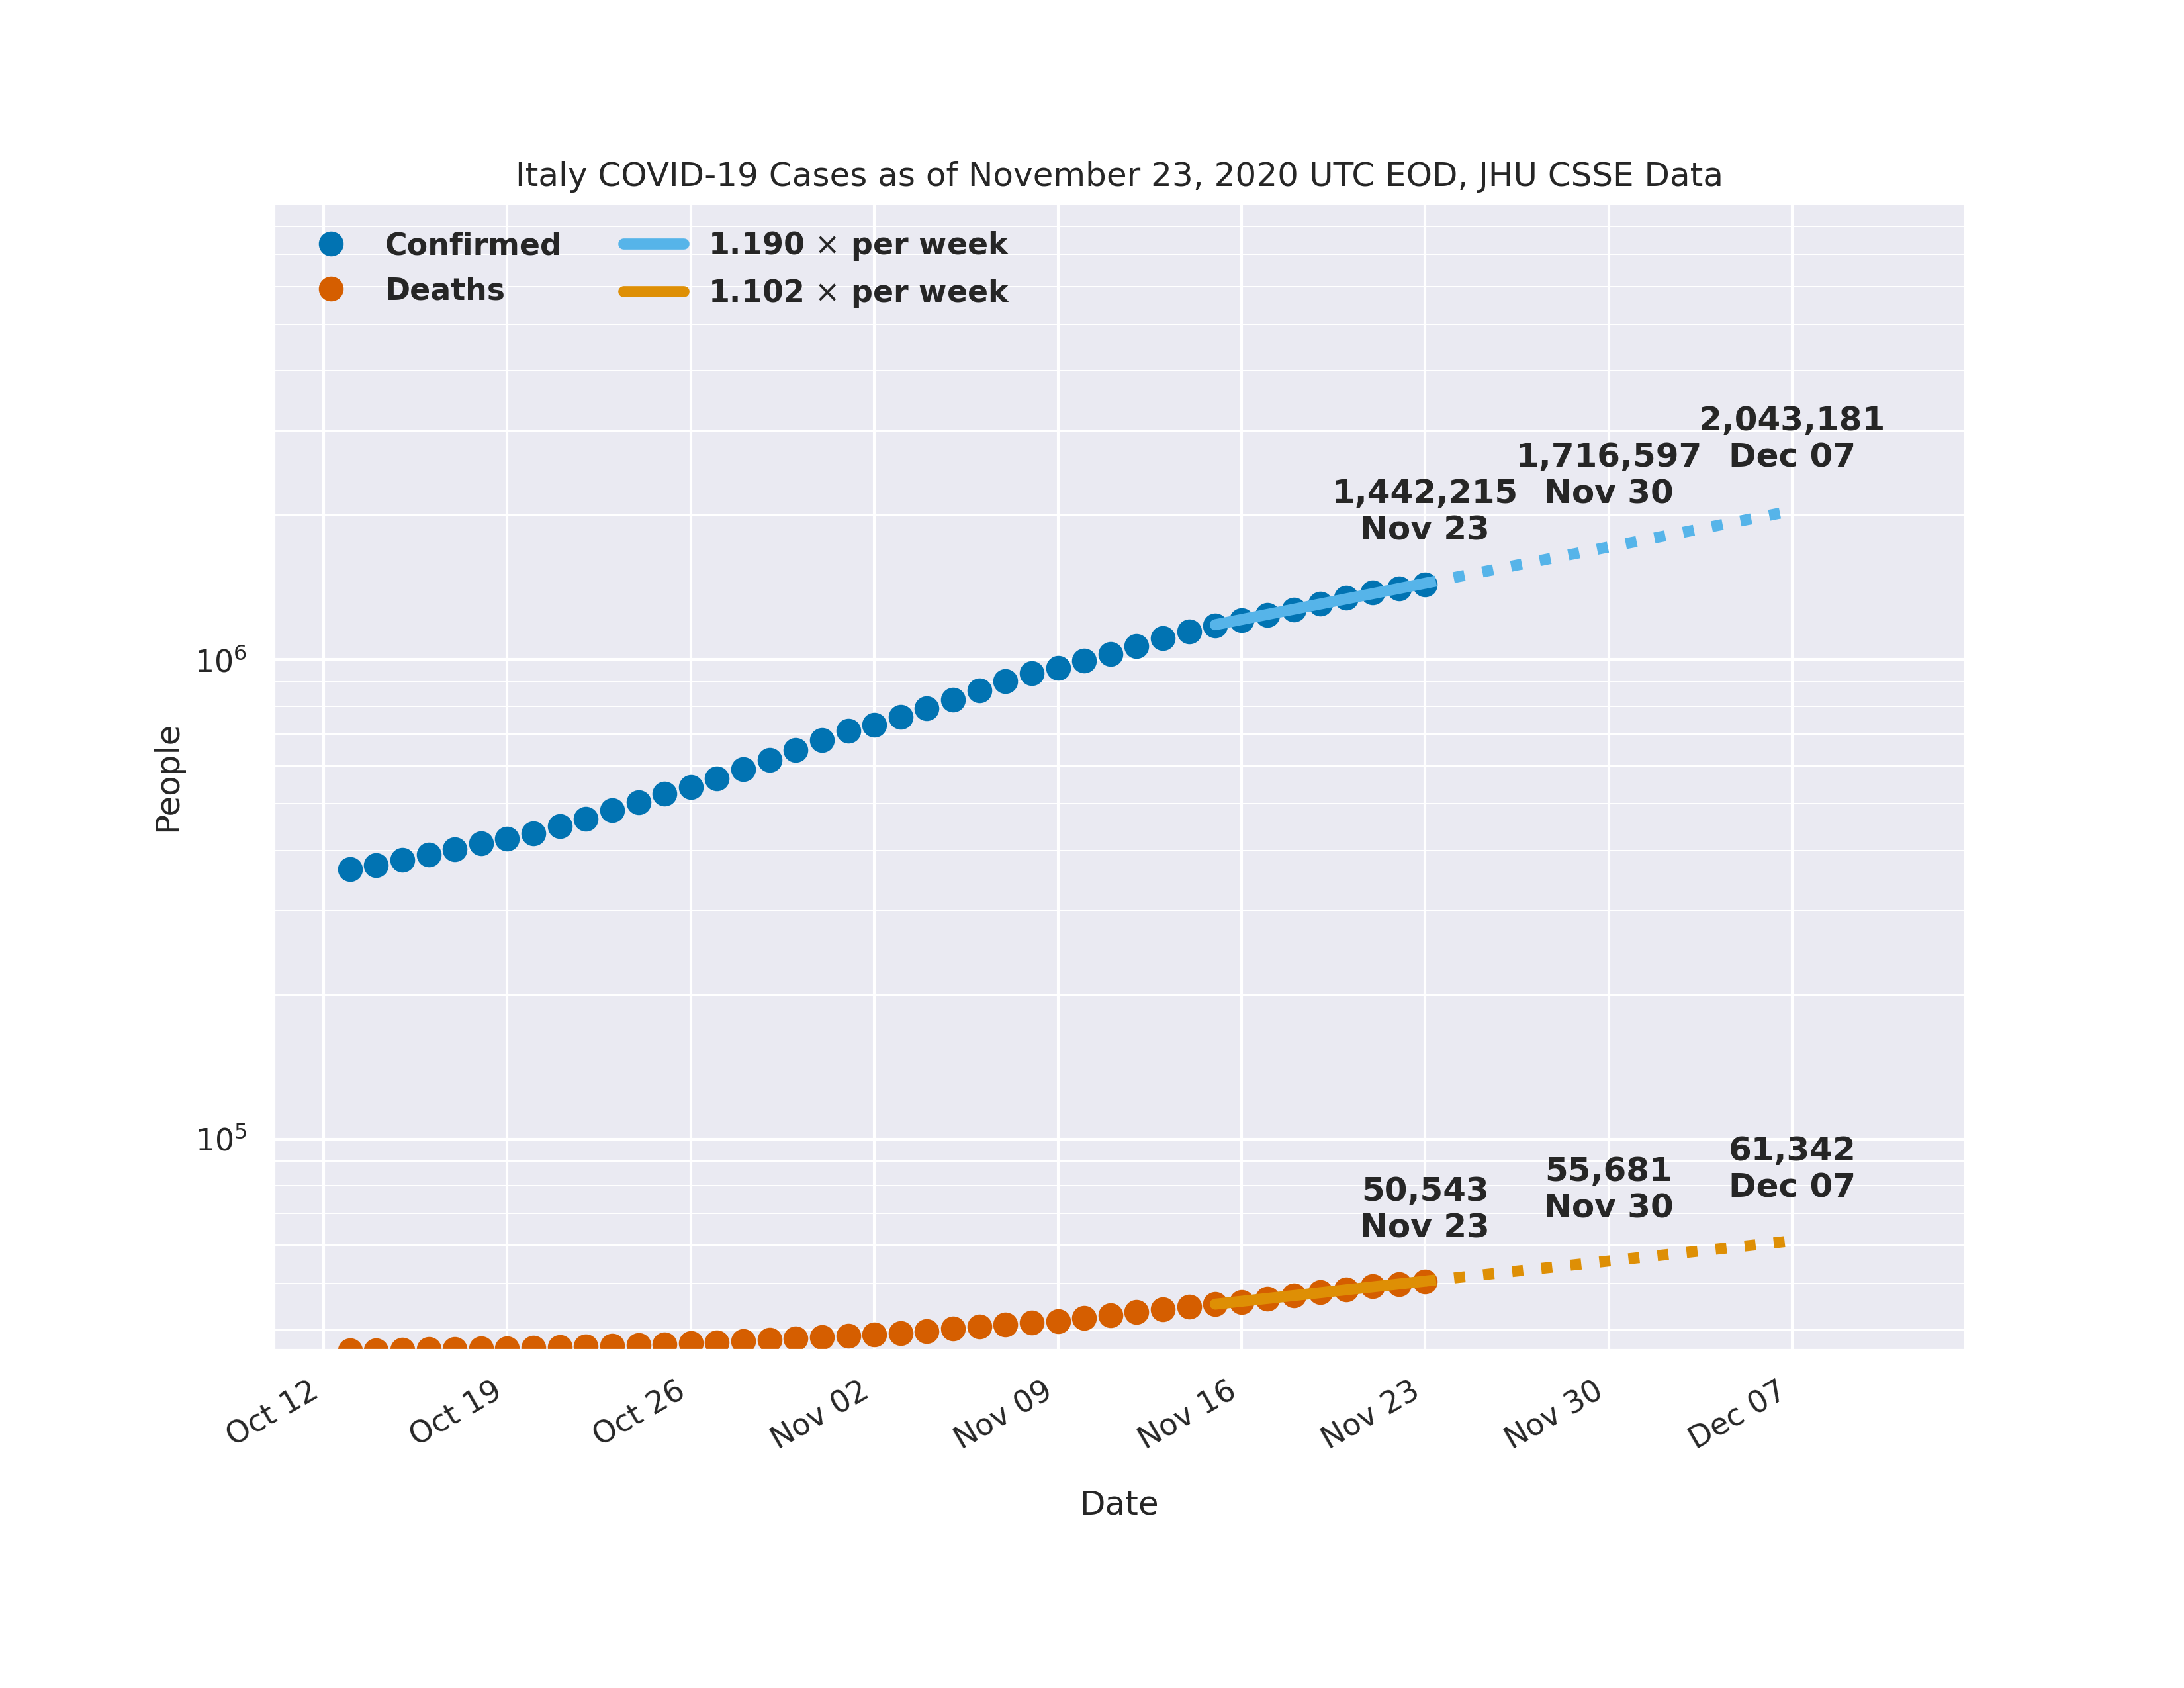 Italy COVID-19 Cases as of November 23, 2020 UTC EOD, JHU CSSE Data
Confirmed
Deaths
1.190 × per week
1.102 × per week
2,043,181
Dec 07
1,716,597
Nov 30
1,442,215
Nov 23
10⁶
People
10⁵
61,342
Dec 07
55,681
Nov 30
50,543
Nov 23
Oct 12
Oct 19
Oct 26
Nov 02
Nov 09
Nov 16
Nov 23
Nov 30
Dec 07
Date